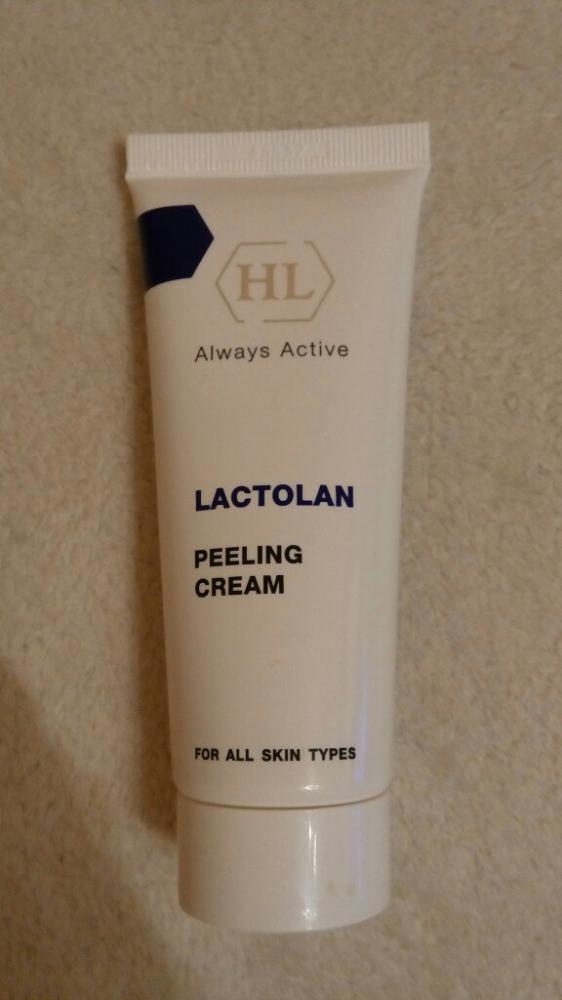 HL
Always Active
LACTOLAN
PEELING
CREAM
FOR ALL SKIN TYPES